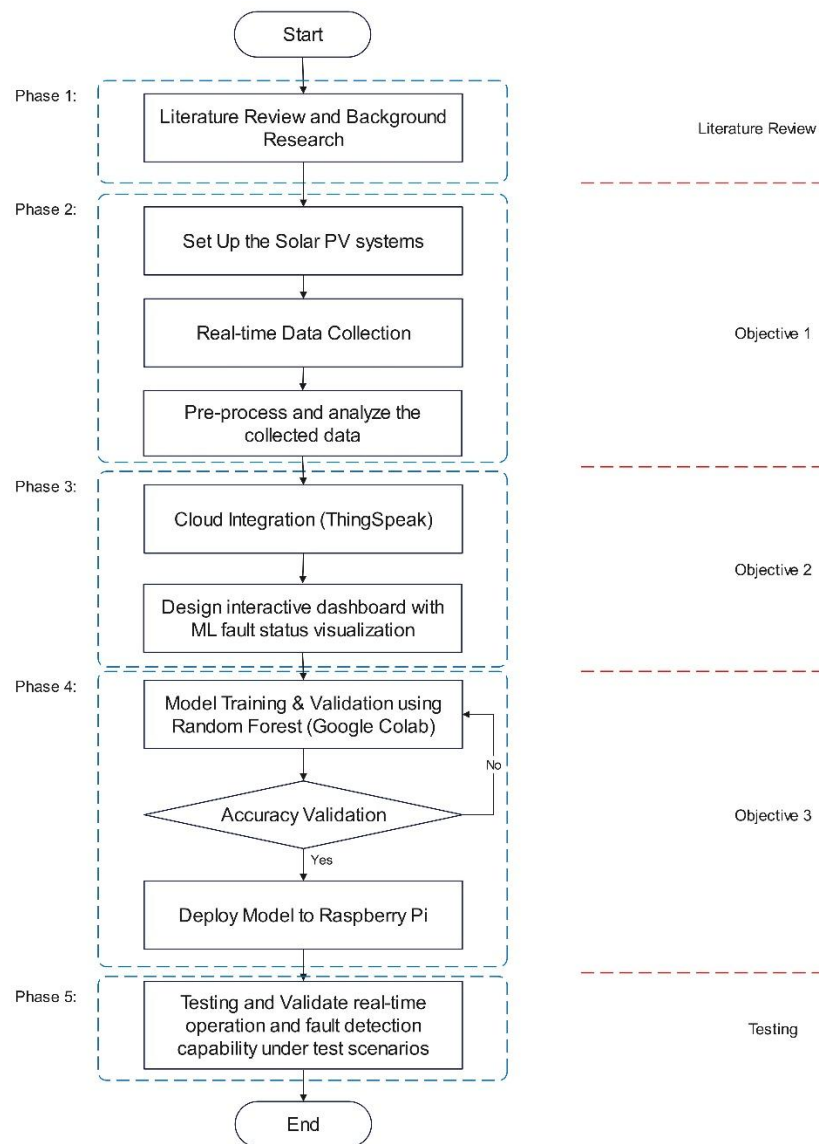 Start
Phase 1:
Literature Review and Background
Research
Literature Review
Phase 2:
Set Up the Solar PV systems
Real-time Data Collection
Objective 1
Pre-process and analyze the
collected data
Phase 3:
Cloud Integration (ThingSpeak)
Objective 2
Design interactive dashboard with
ML fault status visualization
Phase 4:
Model Training & Validation using
Random Forest (Google Colab)
No
Accuracy Validation
Objective 3
Yes
Deploy Model to Raspberry Pi
Phase 5:
Testing and Validate real-time
operation and fault detection
capability under test scenarios
Testing
End